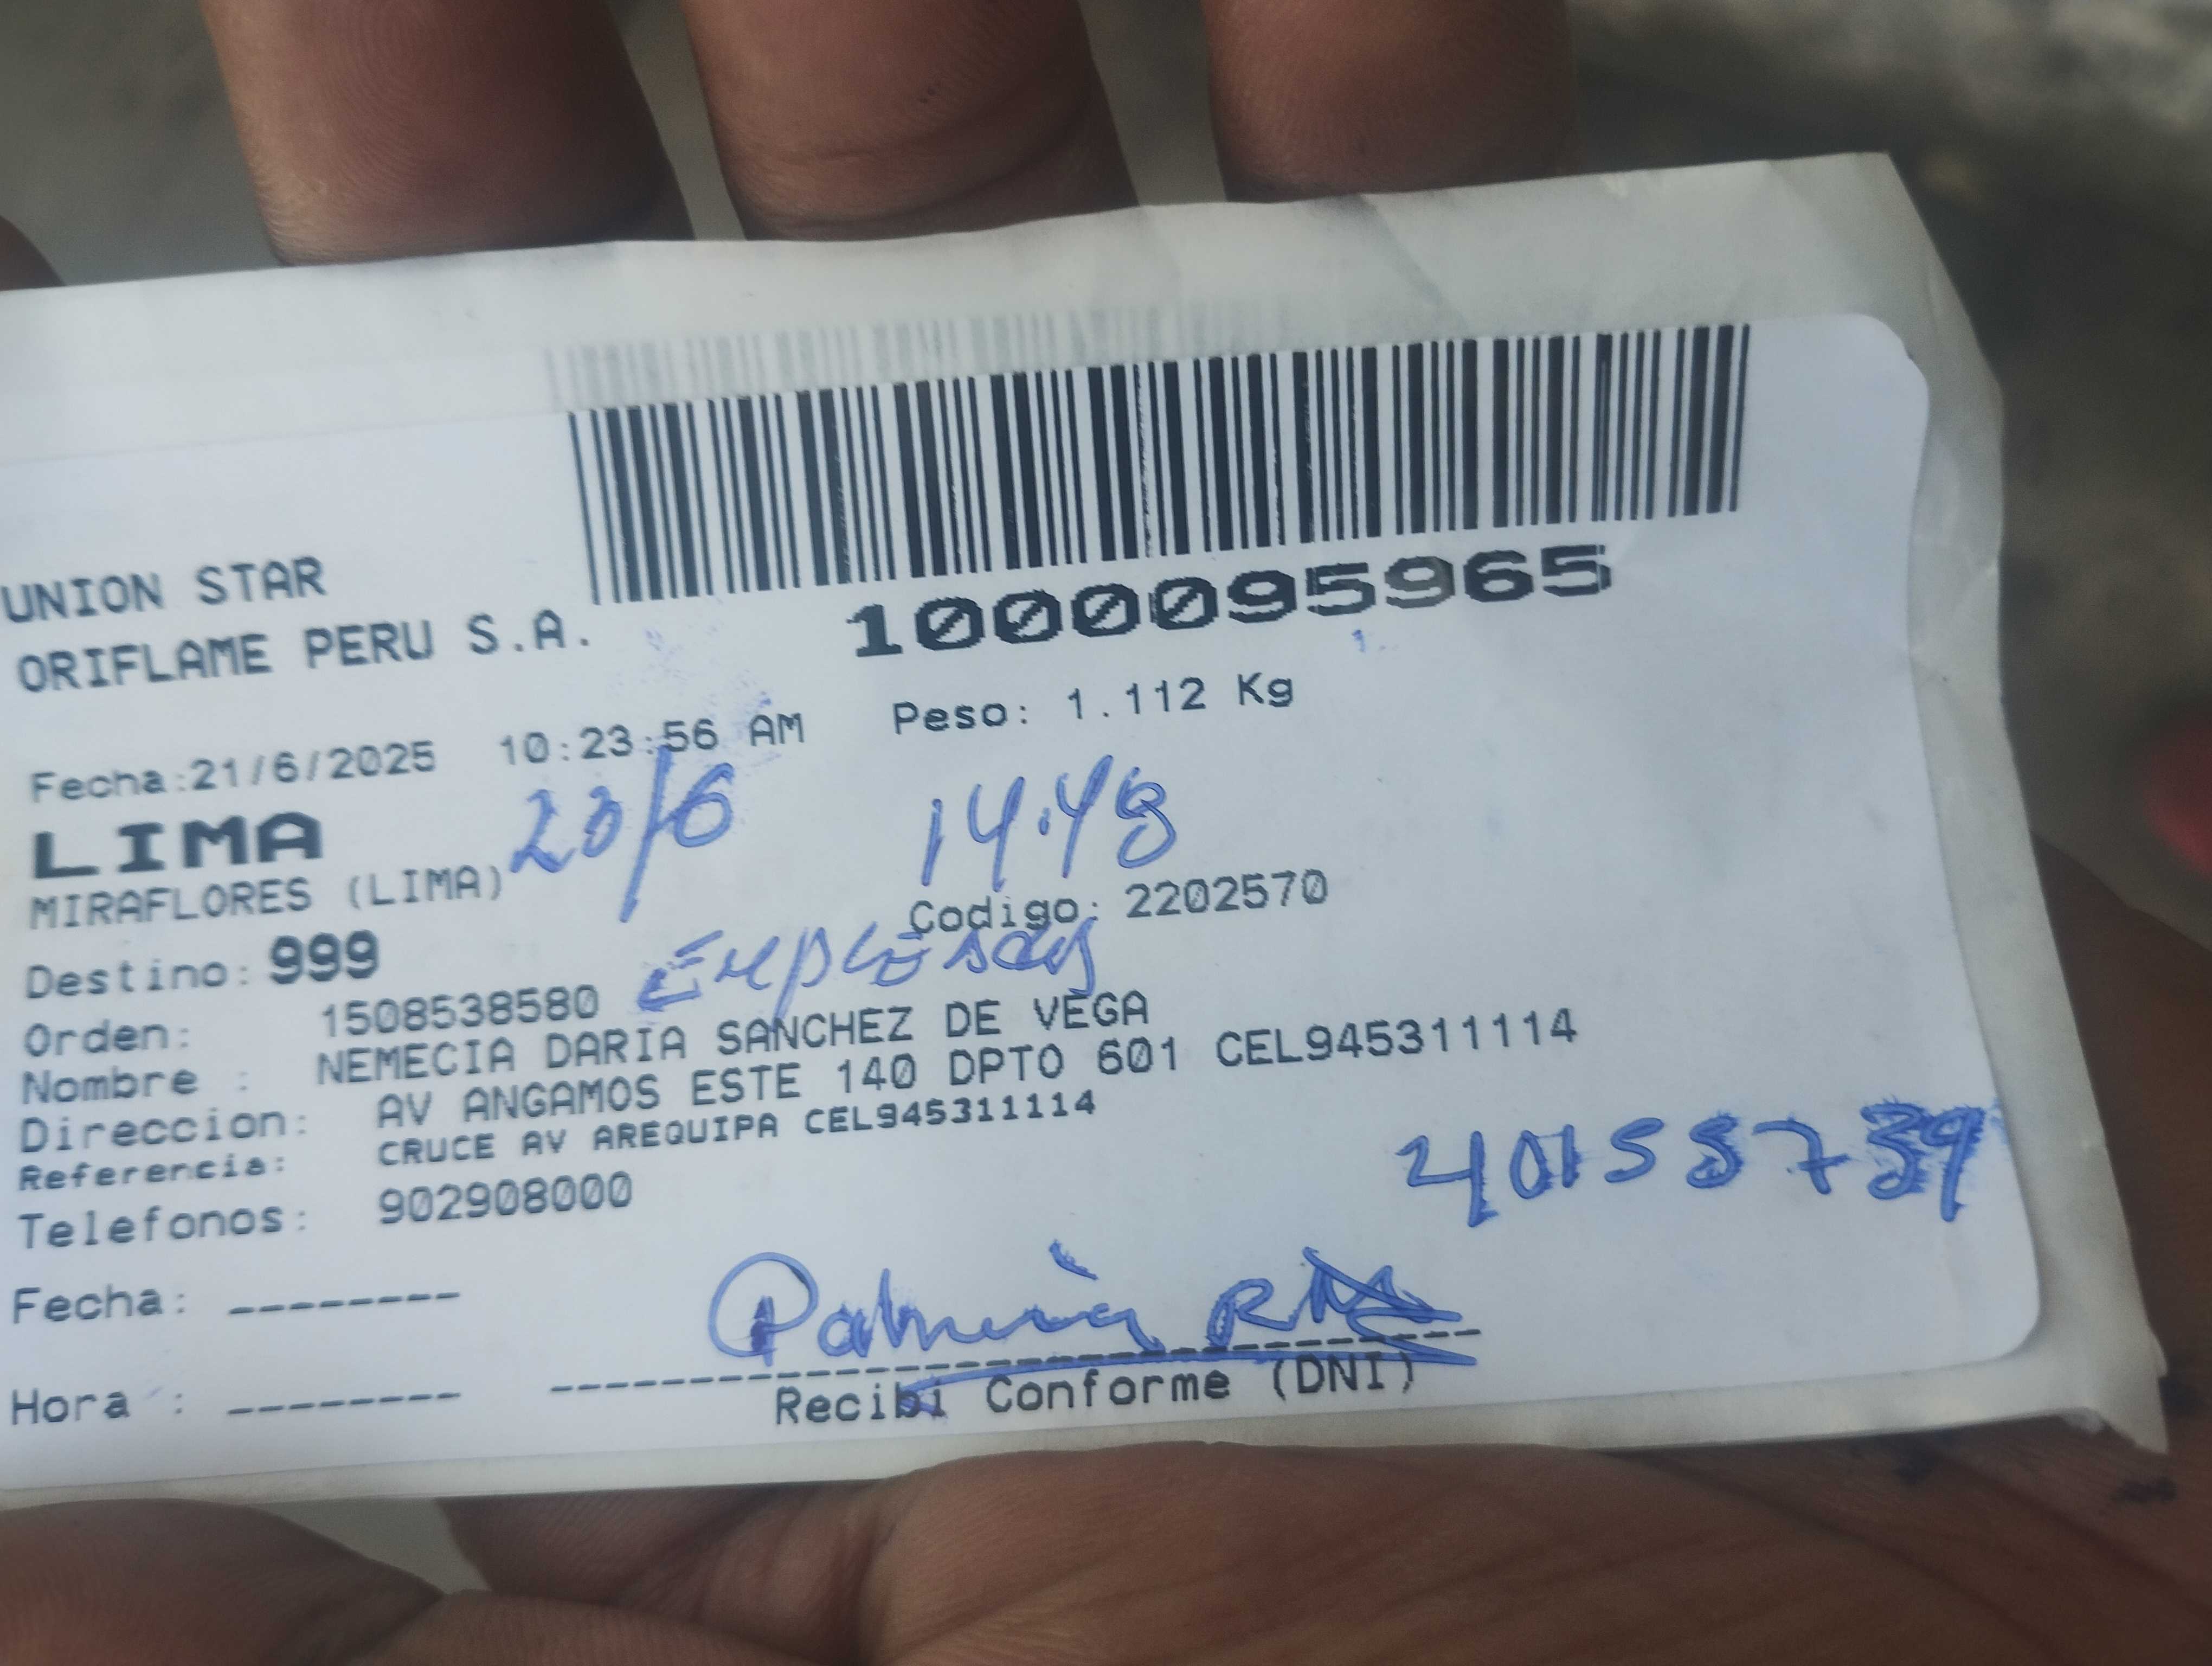 1000095965
UNION STAR
ORIFLAME PERU S.A.
Fecha:21/6/2025 10:23:56 AM Peso: 1.112 Kg
LIMA
23/6 14.48
MIRAFLORES (LIMA)
Codigo: 2202570
Destino: 999
Orden: 1508538580
Nombre : NEMECIA DARIA SANCHEZ DE VEGA
Direccion: AV ANGAMOS ESTE 140 DPTO 601 CEL945311114
Referencia: CRUCE AV AREQUIPA CEL945311114
Telefonos: 902908000
Fecha: --------
Hora : --------
Recibi Conforme (DNI)